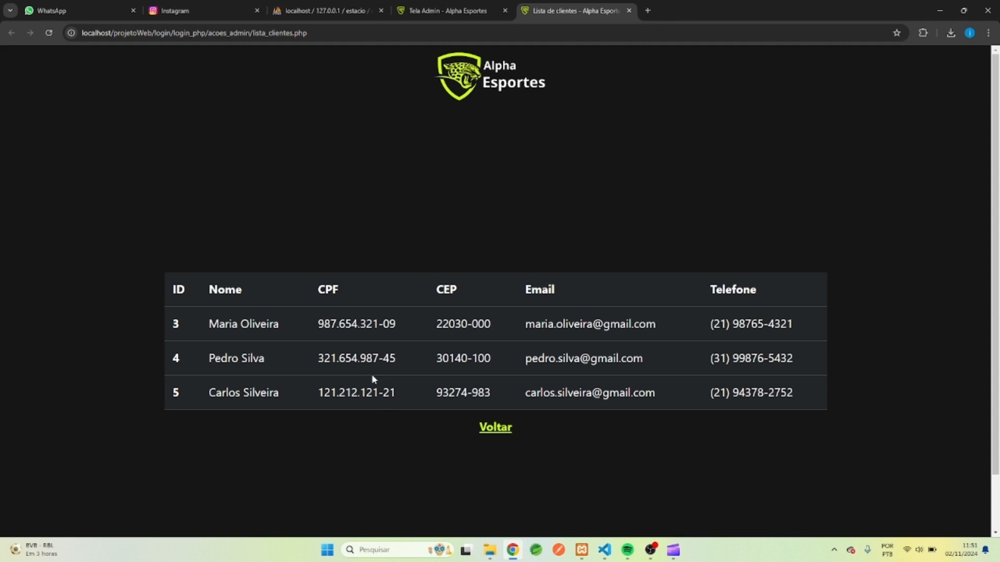 WhatsApp
Instagram
localhost / 127.0.0.1 / estacio /
Tela Admin - Alpha Esportes
Lista de clientes - Alpha Esport
localhost/projetoWeb/login/login_php/acoes_admin/lista_clientes.php
Alpha
Esportes
ID Nome CPF CEP Email Telefone
3 Maria Oliveira 987.654.321-09 22030-000 maria.oliveira@gmail.com (21) 98765-4321
4 Pedro Silva 321.654.987-45 30140-100 pedro.silva@gmail.com (31) 99876-5432
5 Carlos Silveira 121.212.121-21 93274-983 carlos.silveira@gmail.com (21) 94378-2752
Voltar
BVB - RBL
Em 3 horas
Pesquisar
POR
PTB
11:51
02/11/2024